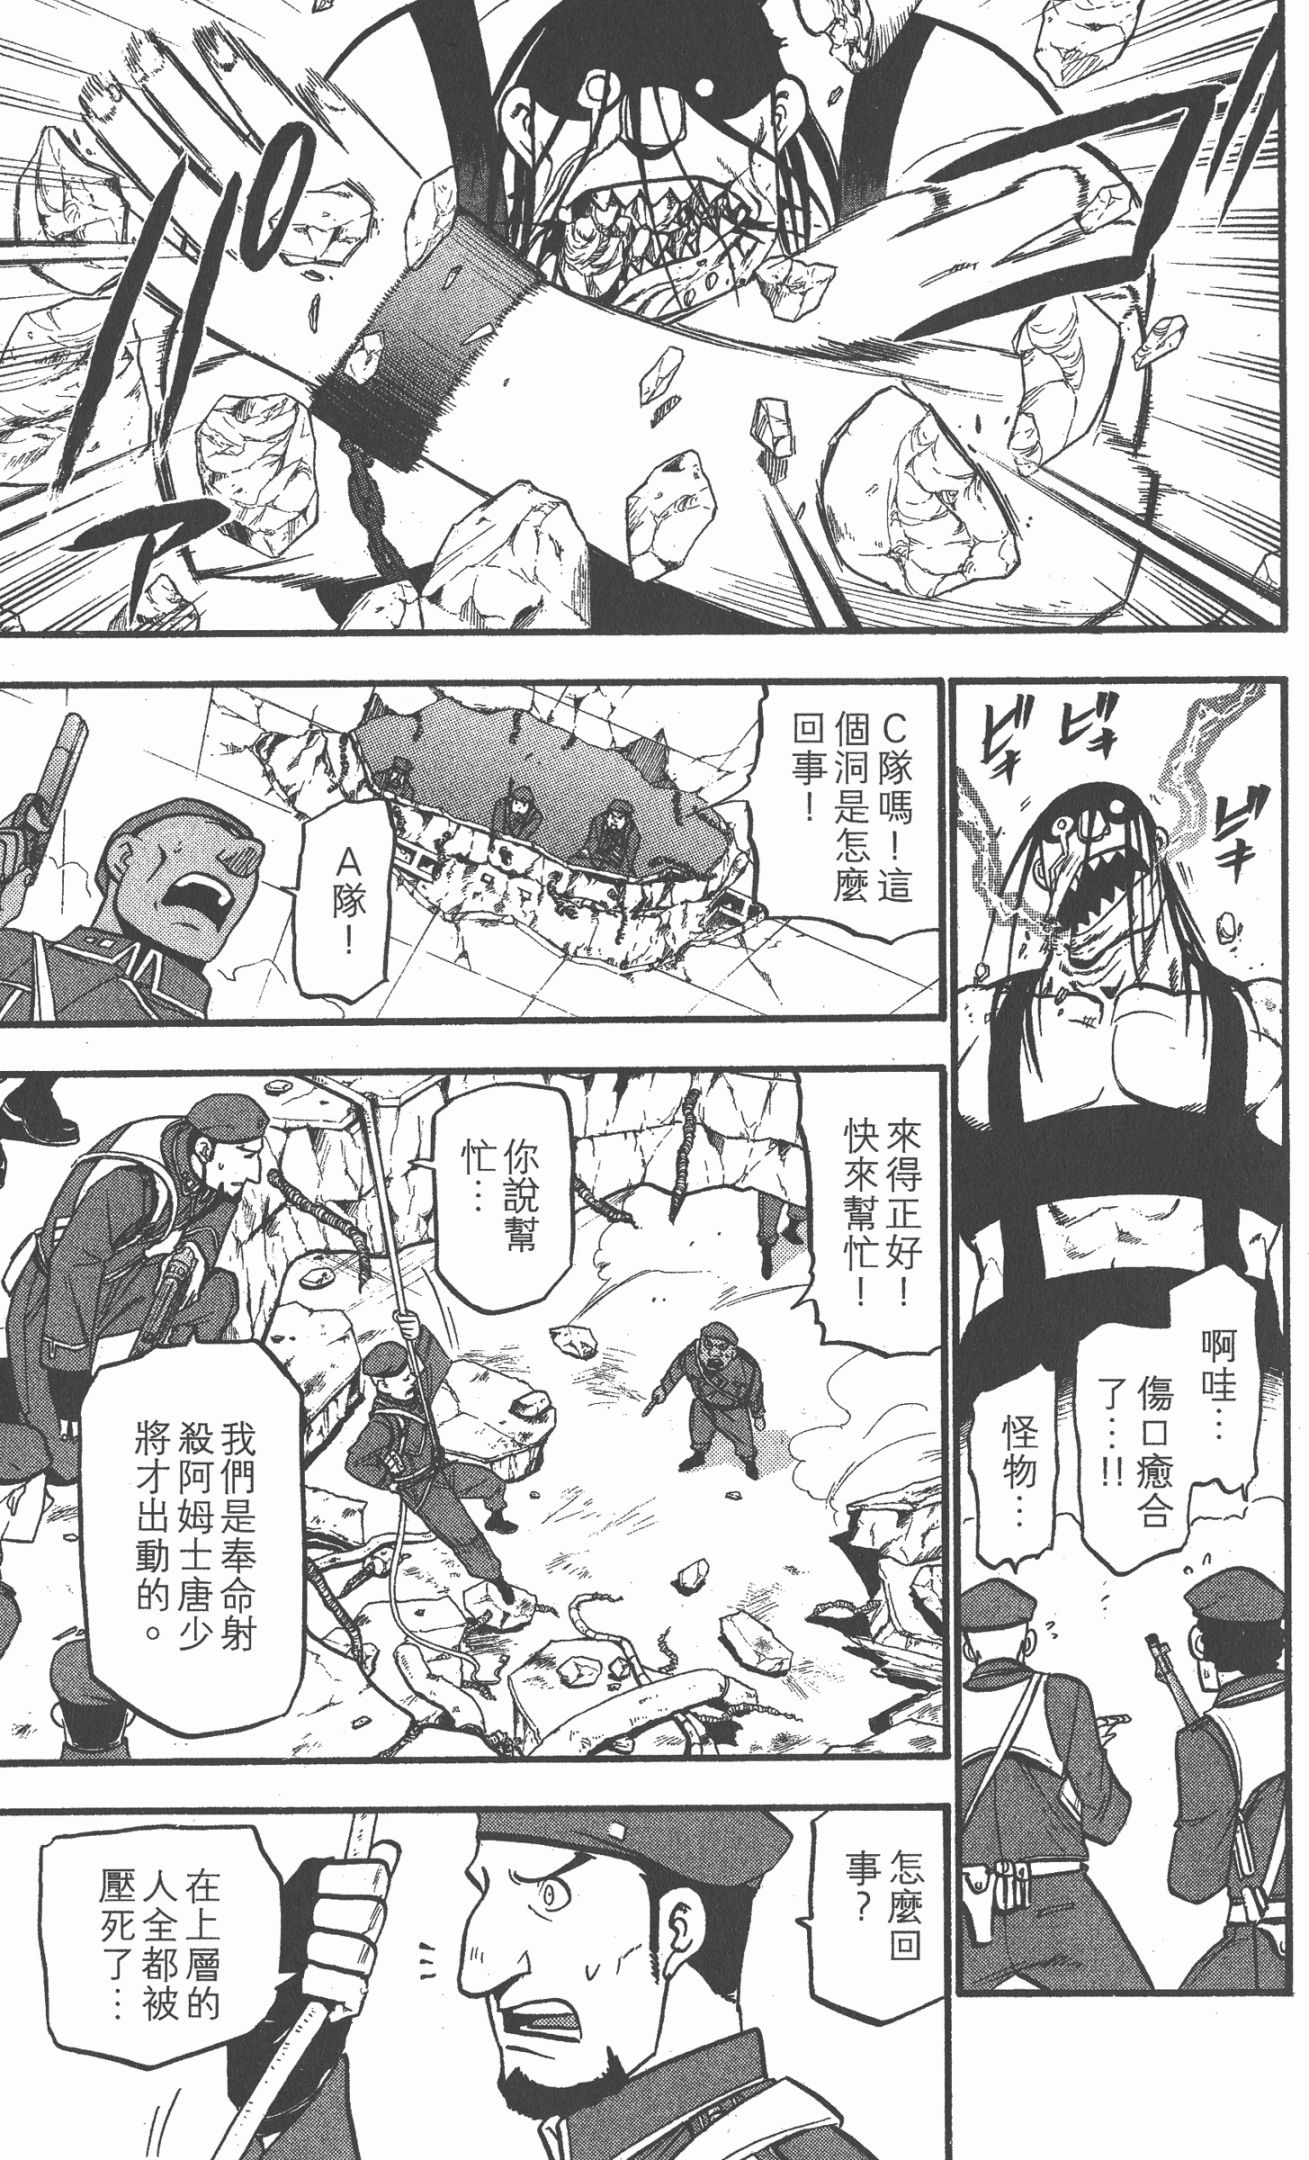 ドドド
ビキ
ビキ
ビキ
啊哇…
傷口癒合
了…!!
怪物…
C隊嗎！這
個洞是怎麼
回事！
A隊！
來得正好！
快來幫忙！
你說幫
忙…
我們是奉命射
殺阿姆士唐少
將才出動的。
怎麼回
事？
在上層的
人全都被
壓死了…